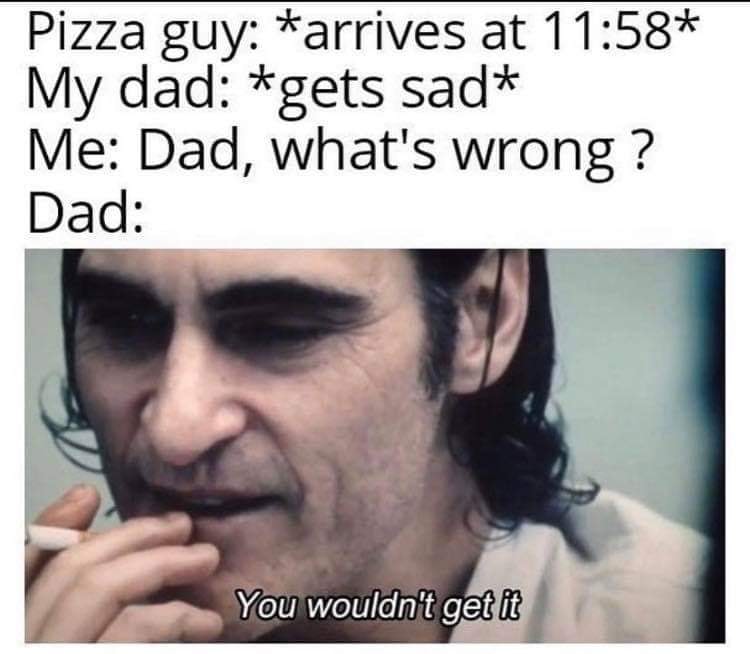 Pizza guy: *arrives at 11:58*
My dad: *gets sad*
Me: Dad, what's wrong ?
Dad:
You wouldn't get it